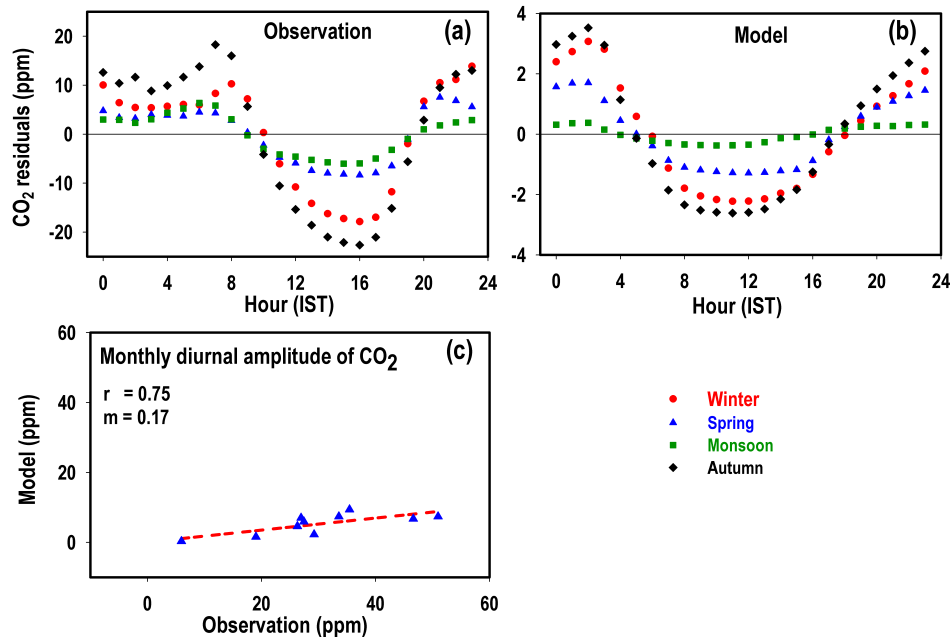 Observation (a)
20
10
0
-10
-20
CO2 residuals (ppm)
0 4 8 12 16 20 24
Hour (IST)
Model (b)
4
2
0
-2
-4
0 4 8 12 16 20 24
Hour (IST)
(c)
Monthly diurnal amplitude of CO2
r = 0.75
m = 0.17
60
40
20
0
Model (ppm)
0 20 40 60
Observation (ppm)
Winter
Spring
Monsoon
Autumn